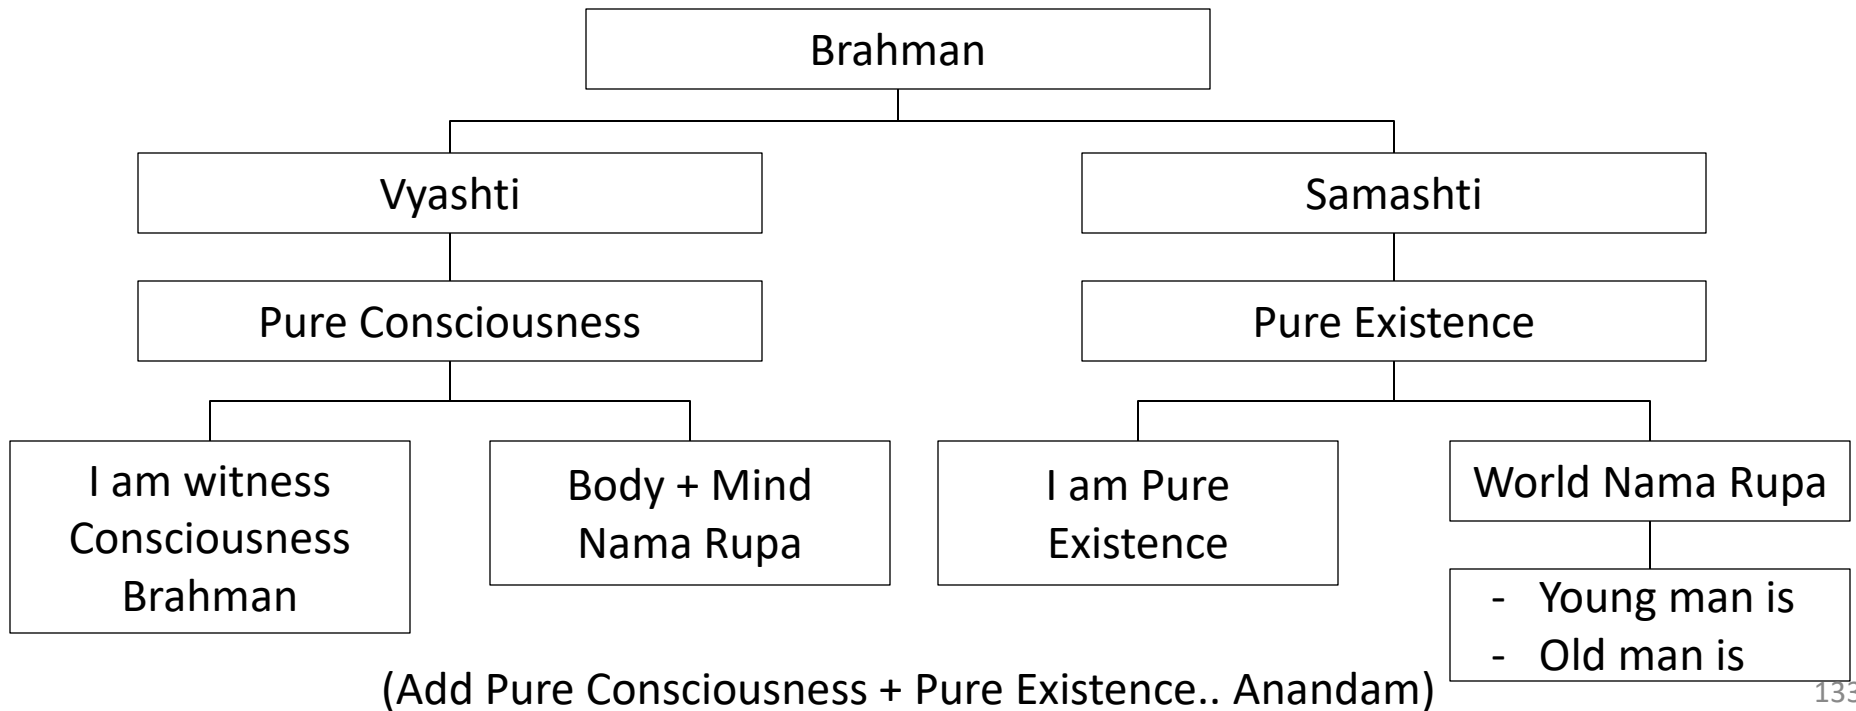 Brahman
Vyashti
Samashti
Pure Consciousness
Pure Existence
I am witness
Consciousness
Brahman
Body + Mind
Nama Rupa
I am Pure
Existence
World Nama Rupa
- Young man is
- Old man is
(Add Pure Consciousness + Pure Existence.. Anandam)
133